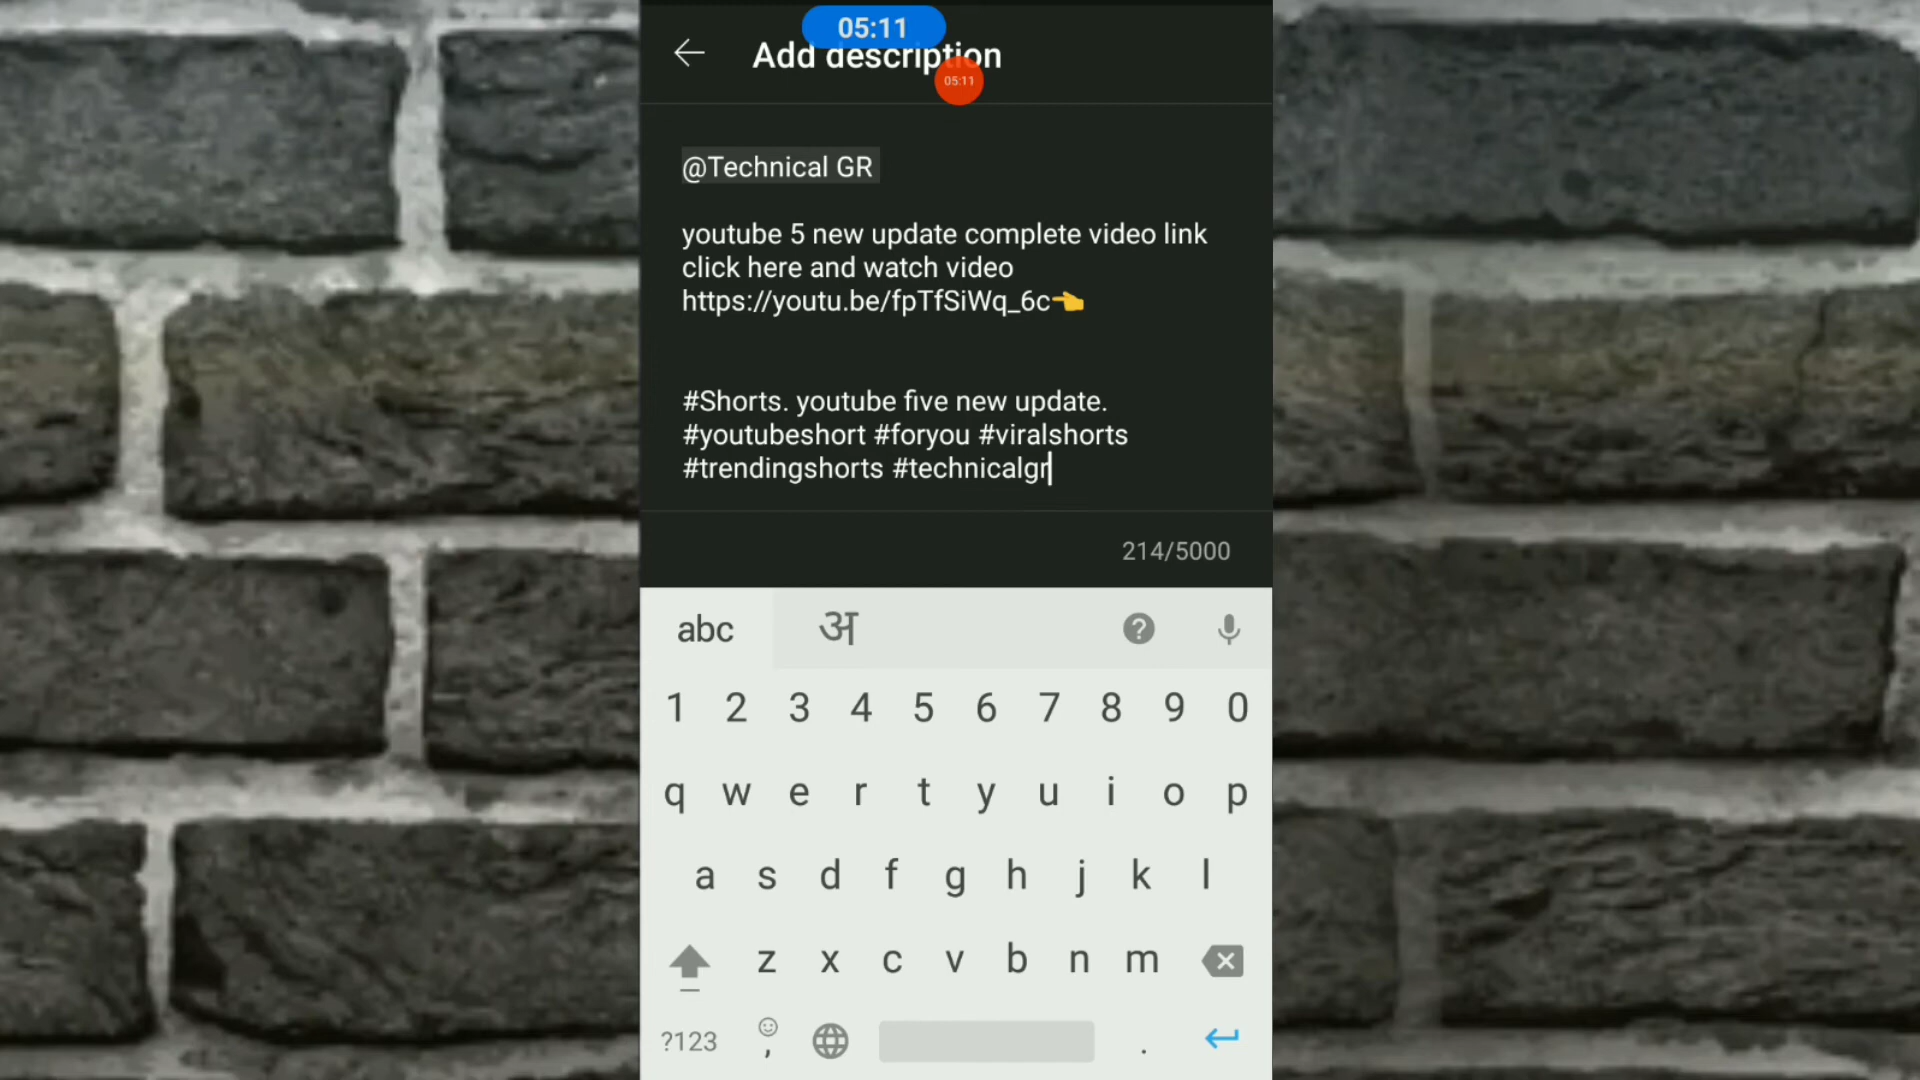 05:11
Add description
05:11
@Technical GR
youtube 5 new update complete video link
click here and watch video
https://youtu.be/fpTfSiWq_6c👈
#Shorts. youtube five new update.
#youtubeshort #foryou #viralshorts
#trendingshorts #technicalgr
214/5000
abc अ ?
1 2 3 4 5 6 7 8 9 0
q w e r t y u i o p
a s d f g h j k l
z x c v b n m
?123 , .